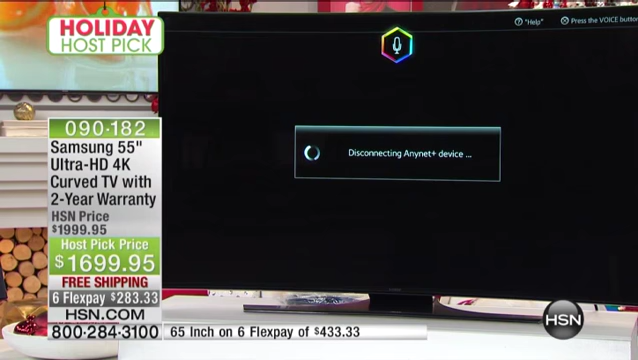 HOLIDAY
HOST PICK
? "Help"
Press the VOICE button
Disconnecting Anynet+ device ...
090-182
Samsung 55"
Ultra-HD 4K
Curved TV with
2-Year Warranty
HSN Price
$1999.95
Host Pick Price
$1699.95
FREE SHIPPING
6 Flexpay $283.33
HSN.COM
800-284-3100
65 Inch on 6 Flexpay of $433.33
HSN